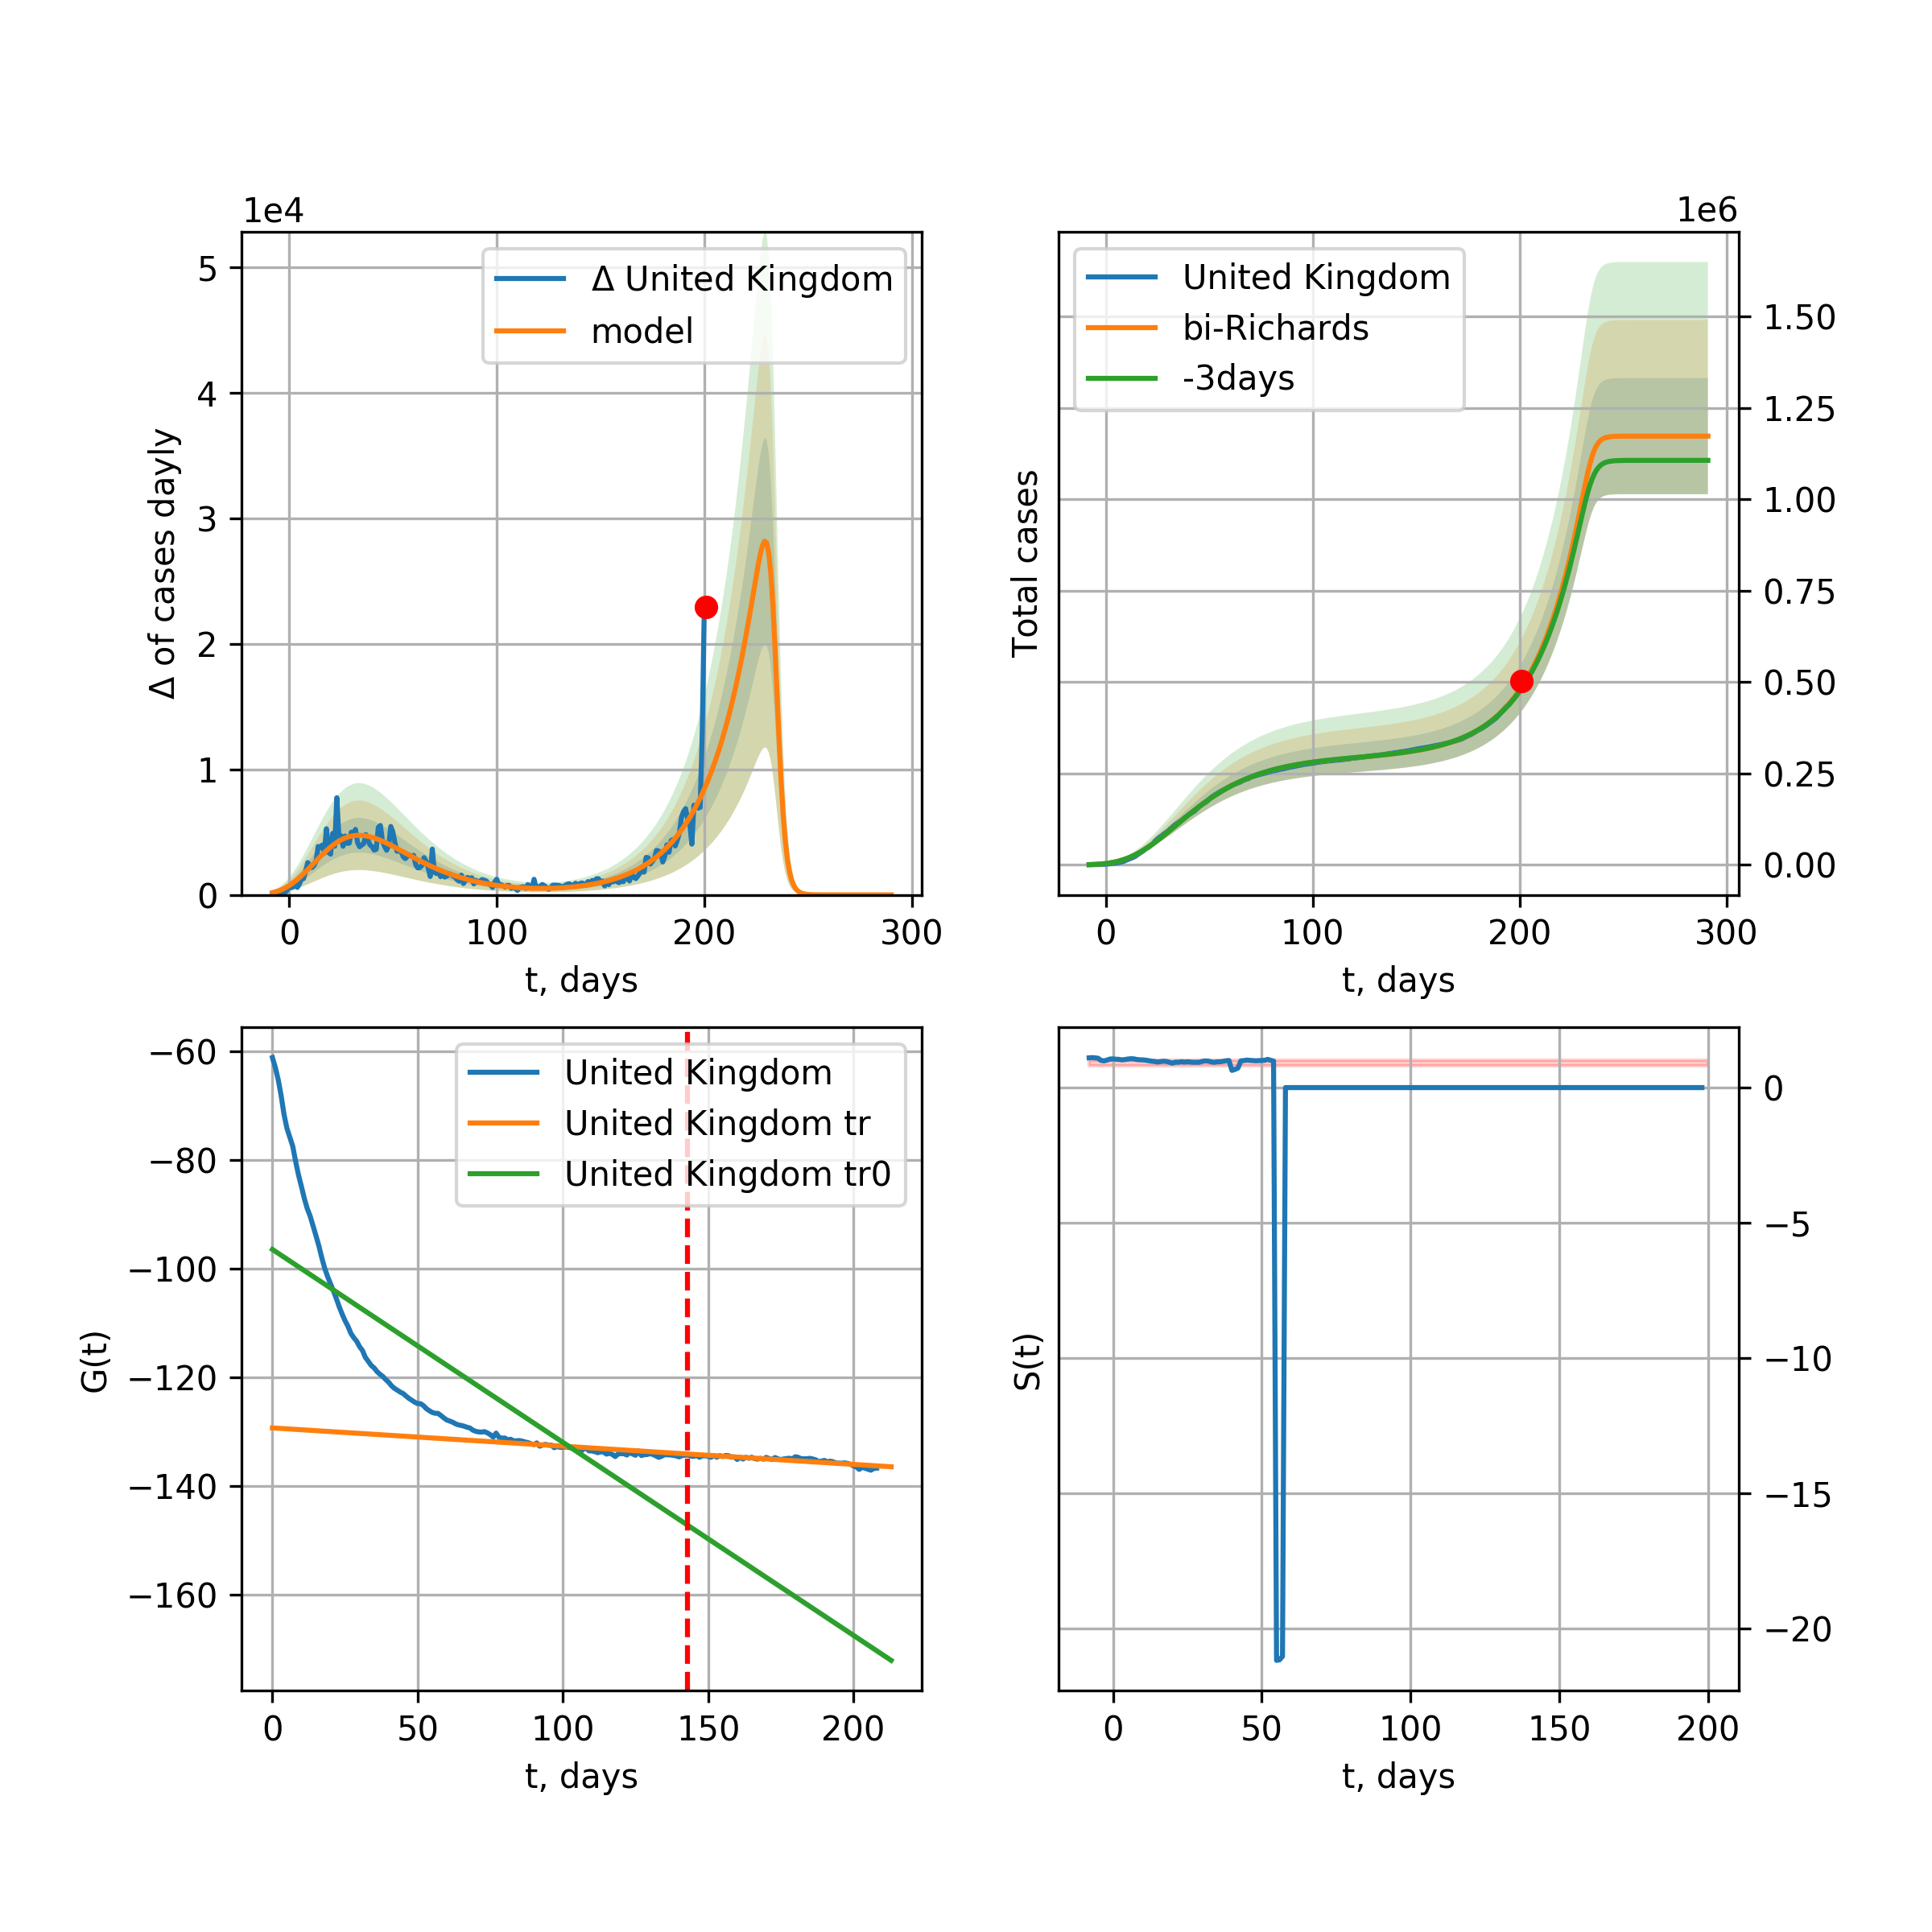 1e4
5
4
3
2
1
0
Δ of cases dayly
Δ United Kingdom
model
0 100 200 300
t, days
1e6
United Kingdom
bi-Richards
-3days
Total cases
1.50
1.25
1.00
0.75
0.50
0.25
0.00
0 100 200 300
t, days
−60
−80
−100
−120
−140
−160
G(t)
United Kingdom
United Kingdom tr
United Kingdom tr0
0 50 100 150 200
t, days
S(t)
0
−5
−10
−15
−20
0 50 100 150 200
t, days